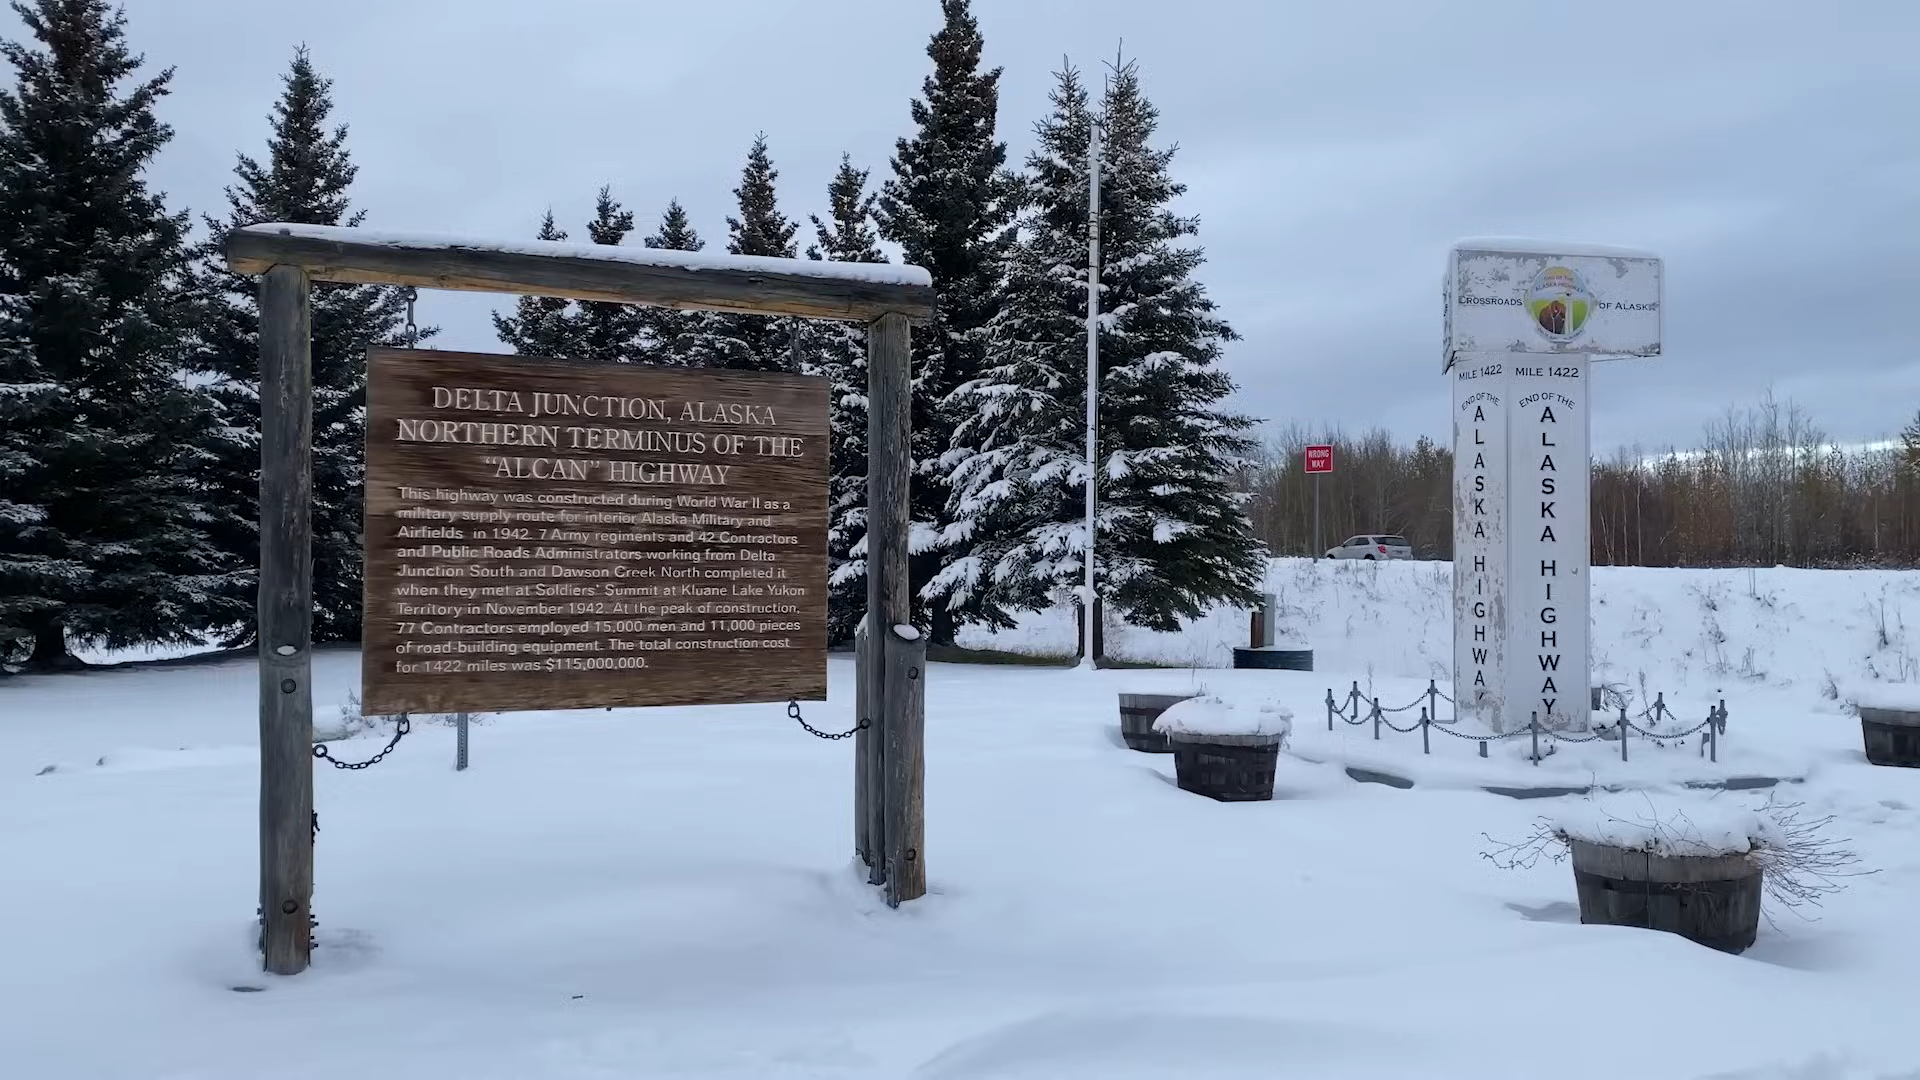 DELTA JUNCTION, ALASKA
NORTHERN TERMINUS OF THE
"ALCAN" HIGHWAY
This highway was constructed during World War II as a
military supply route for interior Alaska Military and
Airfields in 1942. 7 Army regiments and 42 Contractors
and Public Roads Administrators working from Delta
Junction South and Dawson Creek North completed it
when they met at Soldiers' Summit at Kluane Lake Yukon
Territory in November 1942. At the peak of construction,
77 Contractors employed 15,000 men and 11,000 pieces
of road-building equipment. The total construction cost
for 1422 miles was $115,000,000.
WRONG
WAY
END OF THE
ALASKA HIGHWAY
CROSSROADS OF ALASKA
MILE 1422
END OF THE
ALASKA HIGHWAY
MILE 1422
END OF THE
ALASKA HIGHWAY